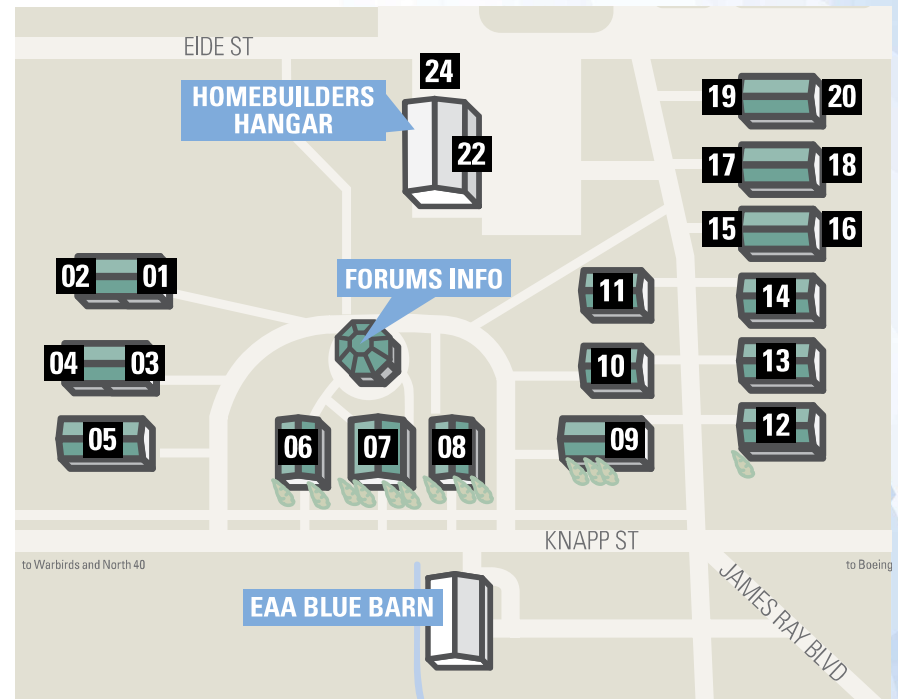 EIDE ST
24
HOMEBUILDERS
HANGAR
22
19
20
17
18
15
16
02
01
FORUMS INFO
11
14
04
03
10
13
05
06
07
08
09
12
KNAPP ST
to Warbirds and North 40
to Boeing
JAMES RAY BLVD
EAA BLUE BARN